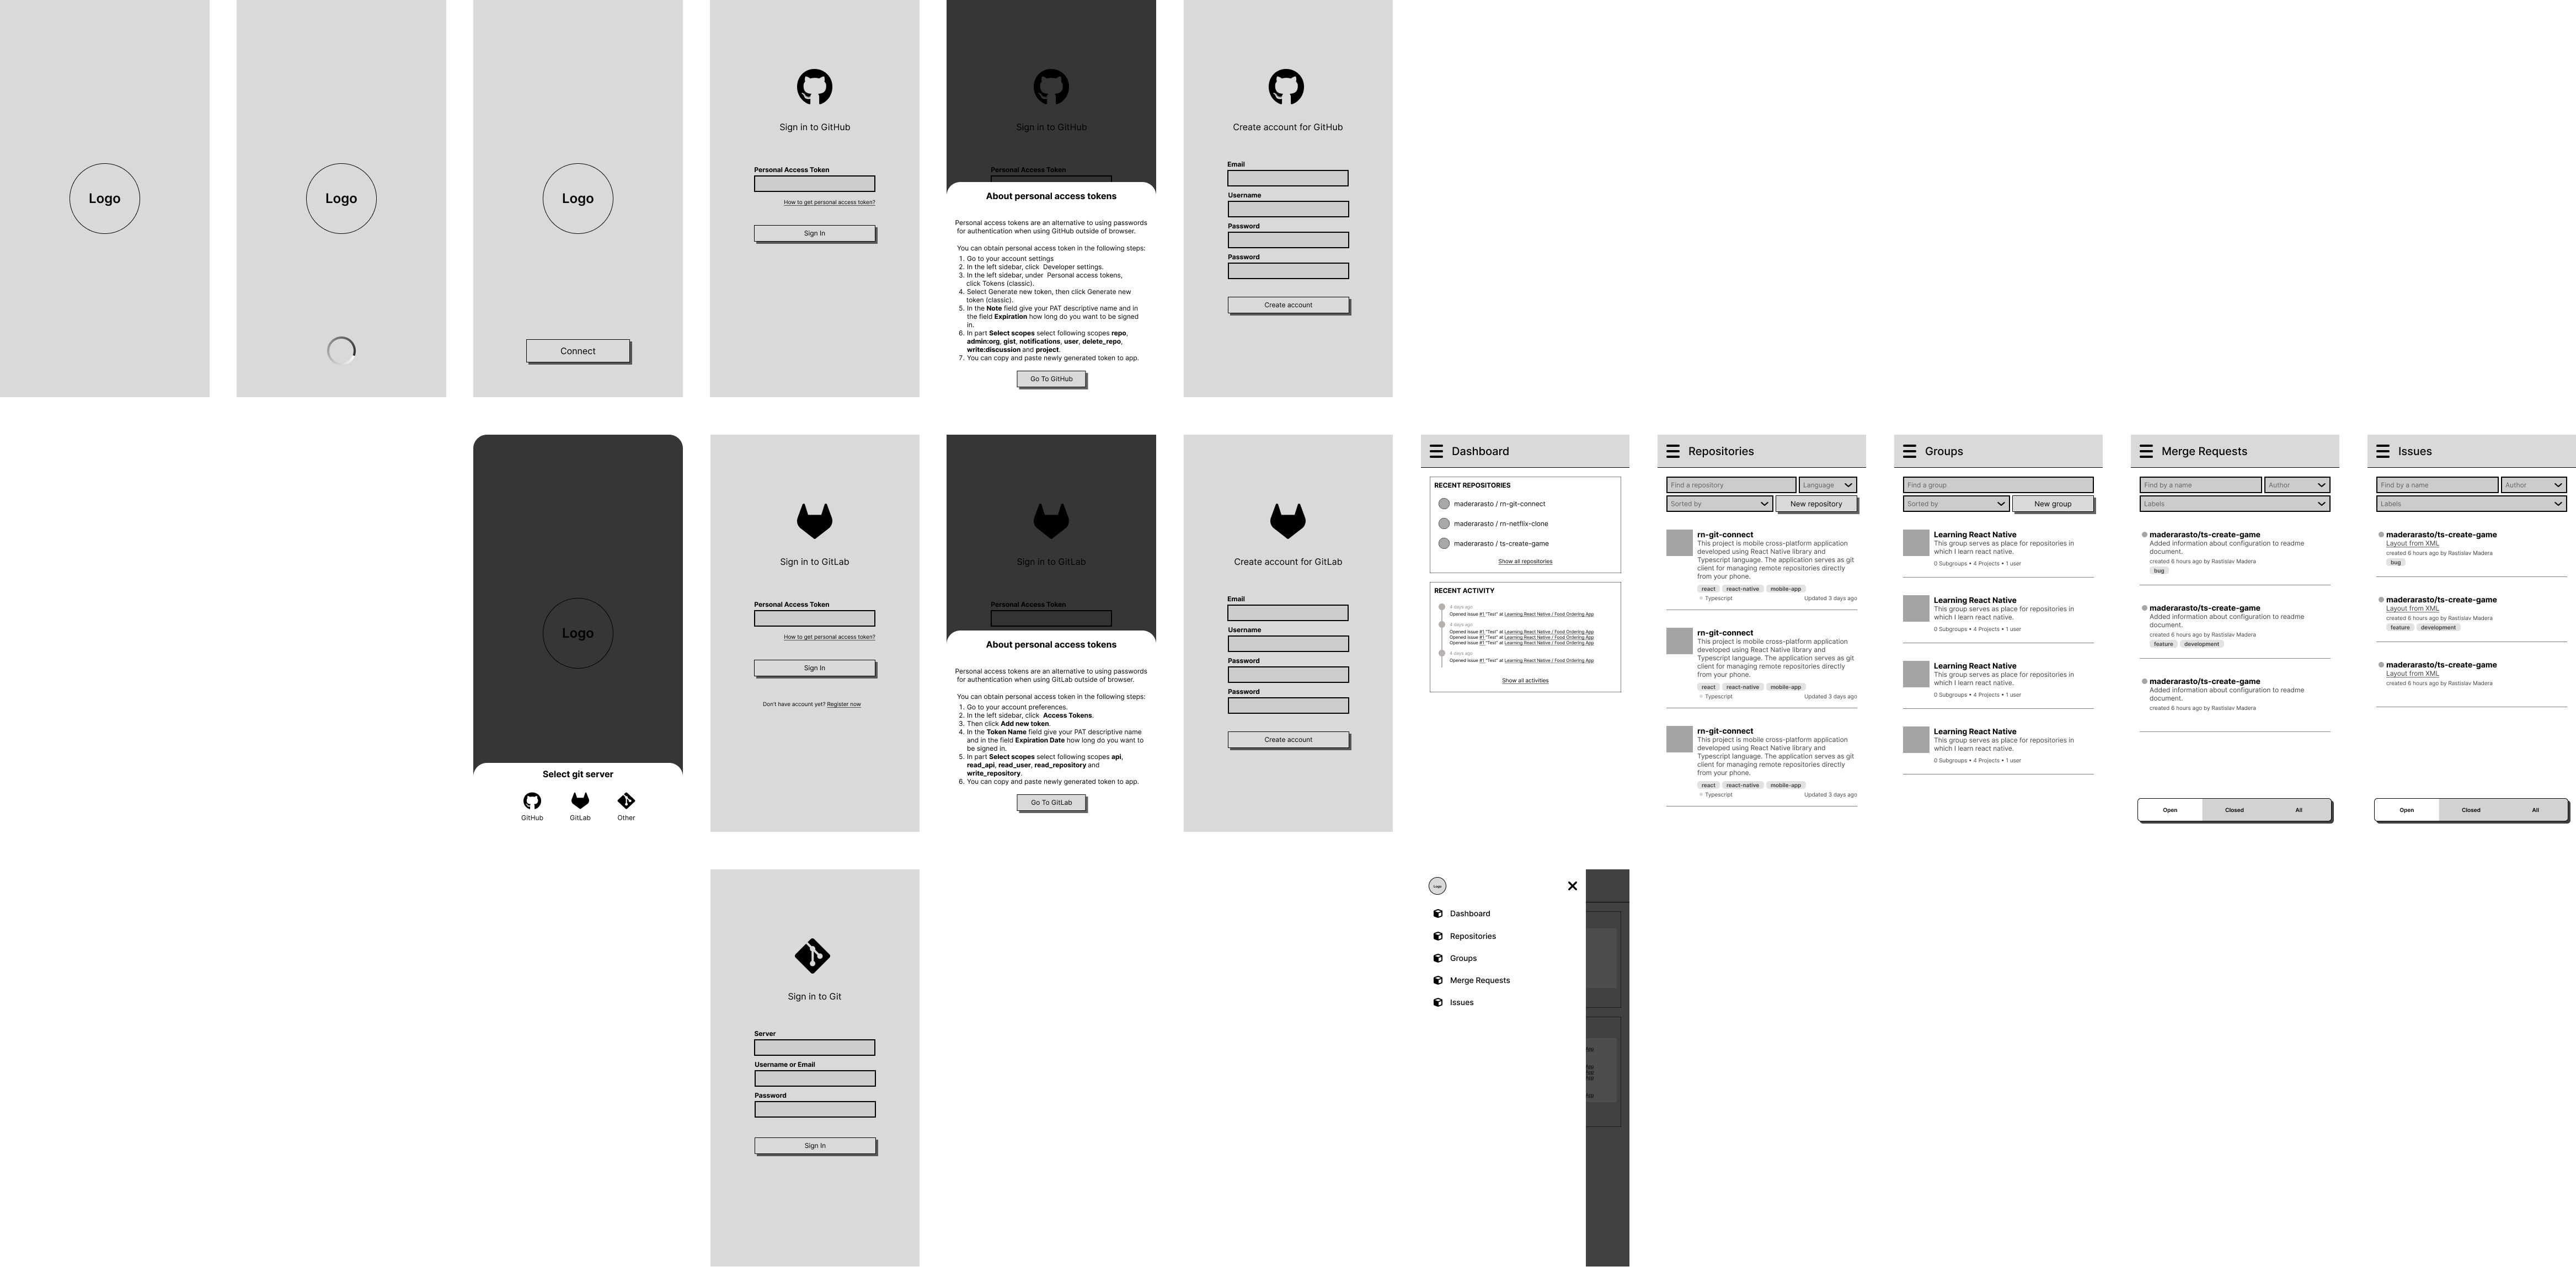 Logo
Logo
Logo
Connect
Sign in to GitHub
Personal Access Token
How to get personal access token?
Sign In
Sign in to GitHub
Personal Access Token
About personal access tokens
Personal access tokens are an alternative to using passwords
for authentication when using GitHub outside of browser.
You can obtain personal access token in the following steps:
1. Go to your account settings
2. In the left sidebar, click  Developer settings.
3. In the left sidebar, under  Personal access tokens,
click Tokens (classic).
4. Select Generate new token, then click Generate new
token (classic).
5. In the Note field give your PAT descriptive name and in
the field Expiration how long do you want to be signed
in.
6. In part Select scopes select following scopes repo,
admin:org, gist, notifications, user, delete_repo,
write:discussion and project.
7. You can copy and paste newly generated token to app.
Go To GitHub
Create account for GitHub
Email
Username
Password
Password
Create account
Logo
Select git server
GitHub
GitLab
Other
Sign in to GitLab
Personal Access Token
How to get personal access token?
Sign In
Don't have account yet? Register now
Sign in to GitLab
Personal Access Token
About personal access tokens
Personal access tokens are an alternative to using passwords
for authentication when using GitLab outside of browser.
You can obtain personal access token in the following steps:
1. Go to your account preferences.
2. In the left sidebar, click  Access Tokens.
3. Then click Add new token.
4. In the Token Name field give your PAT descriptive name
and in the field Expiration Date how long do you want to
be signed in.
5. In part Select scopes select following scopes api,
read_api, read_user, read_repository and
write_repository.
6. You can copy and paste newly generated token to app.
Go To GitLab
Create account for GitLab
Email
Username
Password
Password
Create account
Dashboard
RECENT REPOSITORIES
maderarasto / rn-git-connect
maderarasto / rn-netflix-clone
maderarasto / ts-create-game
Show all repositories
RECENT ACTIVITY
4 days ago
Opened issue #1 "Test" at Learning React Native / Food Ordering App
4 days ago
Opened issue #1 "Test" at Learning React Native / Food Ordering App
Opened issue #1 "Test" at Learning React Native / Food Ordering App
Opened issue #1 "Test" at Learning React Native / Food Ordering App
4 days ago
Opened issue #1 "Test" at Learning React Native / Food Ordering App
Show all activities
Repositories
Find a repository
Language
Sorted by
New repository
rn-git-connect
This project is mobile cross-platform application
developed using React Native library and
Typescript language. The application serves as git
client for managing remote repositories directly
from your phone.
react react-native mobile-app
Typescript Updated 3 days ago
rn-git-connect
This project is mobile cross-platform application
developed using React Native library and
Typescript language. The application serves as git
client for managing remote repositories directly
from your phone.
react react-native mobile-app
Typescript Updated 3 days ago
rn-git-connect
This project is mobile cross-platform application
developed using React Native library and
Typescript language. The application serves as git
client for managing remote repositories directly
from your phone.
react react-native mobile-app
Typescript Updated 3 days ago
Groups
Find a group
Sorted by
New group
Learning React Native
This group serves as place for repositories in
which I learn react native.
0 Subgroups • 4 Projects • 1 user
Learning React Native
This group serves as place for repositories in
which I learn react native.
0 Subgroups • 4 Projects • 1 user
Learning React Native
This group serves as place for repositories in
which I learn react native.
0 Subgroups • 4 Projects • 1 user
Learning React Native
This group serves as place for repositories in
which I learn react native.
0 Subgroups • 4 Projects • 1 user
Merge Requests
Find by a name
Author
Labels
maderarasto/ts-create-game
Added information about configuration to readme
document.
created 6 hours ago by Rastislav Madera
bug
maderarasto/ts-create-game
Added information about configuration to readme
document.
created 6 hours ago by Rastislav Madera
feature development
maderarasto/ts-create-game
Added information about configuration to readme
document.
created 6 hours ago by Rastislav Madera
Open Closed All
Issues
Find by a name
Author
Labels
maderarasto/ts-create-game
Layout from XML
created 6 hours ago by Rastislav Madera
bug
maderarasto/ts-create-game
Layout from XML
created 6 hours ago by Rastislav Madera
feature development
maderarasto/ts-create-game
Layout from XML
created 6 hours ago by Rastislav Madera
Open Closed All
Sign in to Git
Server
Username or Email
Password
Sign In
Logo
Dashboard
Repositories
Groups
Merge Requests
Issues